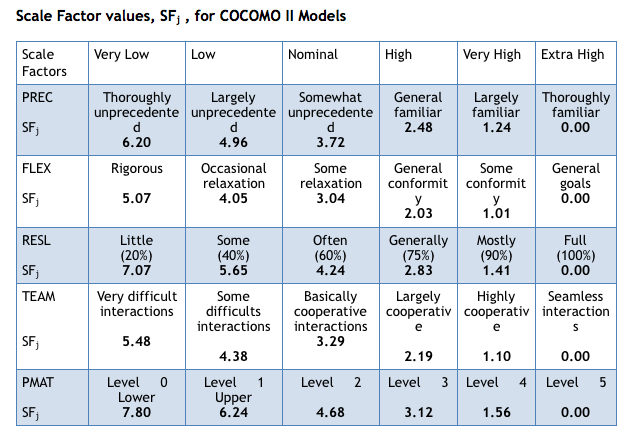 Scale Factor values, SFj , for COCOMO II Models
Scale Factors Very Low Low Nominal High Very High Extra High
PREC Thoroughly unprecedented Largely unprecedented Somewhat unprecedented General familiar Largely familiar Thoroughly familiar
SFj 6.20 4.96 3.72 2.48 1.24 0.00
FLEX Rigorous Occasional relaxation Some relaxation General conformity Some conformity General goals
SFj 5.07 4.05 3.04 2.03 1.01 0.00
RESL Little (20%) Some (40%) Often (60%) Generally (75%) Mostly (90%) Full (100%)
SFj 7.07 5.65 4.24 2.83 1.41 0.00
TEAM Very difficult interactions Some difficults interactions Basically cooperative interactions Largely cooperative Highly cooperative Seamless interactions
SFj 5.48 4.38 3.29 2.19 1.10 0.00
PMAT Level 0 Lower Level 1 Upper Level 2 Level 3 Level 4 Level 5
SFj 7.80 6.24 4.68 3.12 1.56 0.00